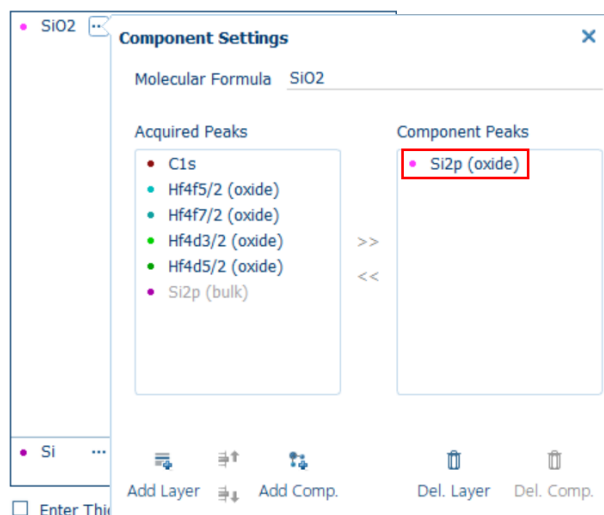 SiO2 ...
Component Settings
Molecular Formula SiO2
Acquired Peaks
C1s
Hf4f5/2 (oxide)
Hf4f7/2 (oxide)
Hf4d3/2 (oxide)
Hf4d5/2 (oxide)
Si2p (bulk)
>>
<<
Component Peaks
Si2p (oxide)
Si ...
Add Layer
Add Comp.
Del. Layer
Del. Comp.
Enter